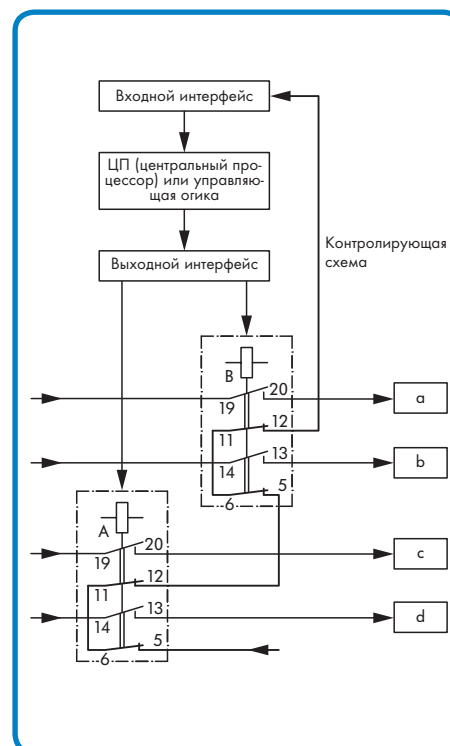 Входной интерфейс
ЦП (центральный про-
цессор) или управляю-
щая огика
Контролирующая
схема
Выходной интерфейс
B
20
19
a
12
11
13
14
b
5
6
A
20
19
c
12
11
13
14
d
5
6